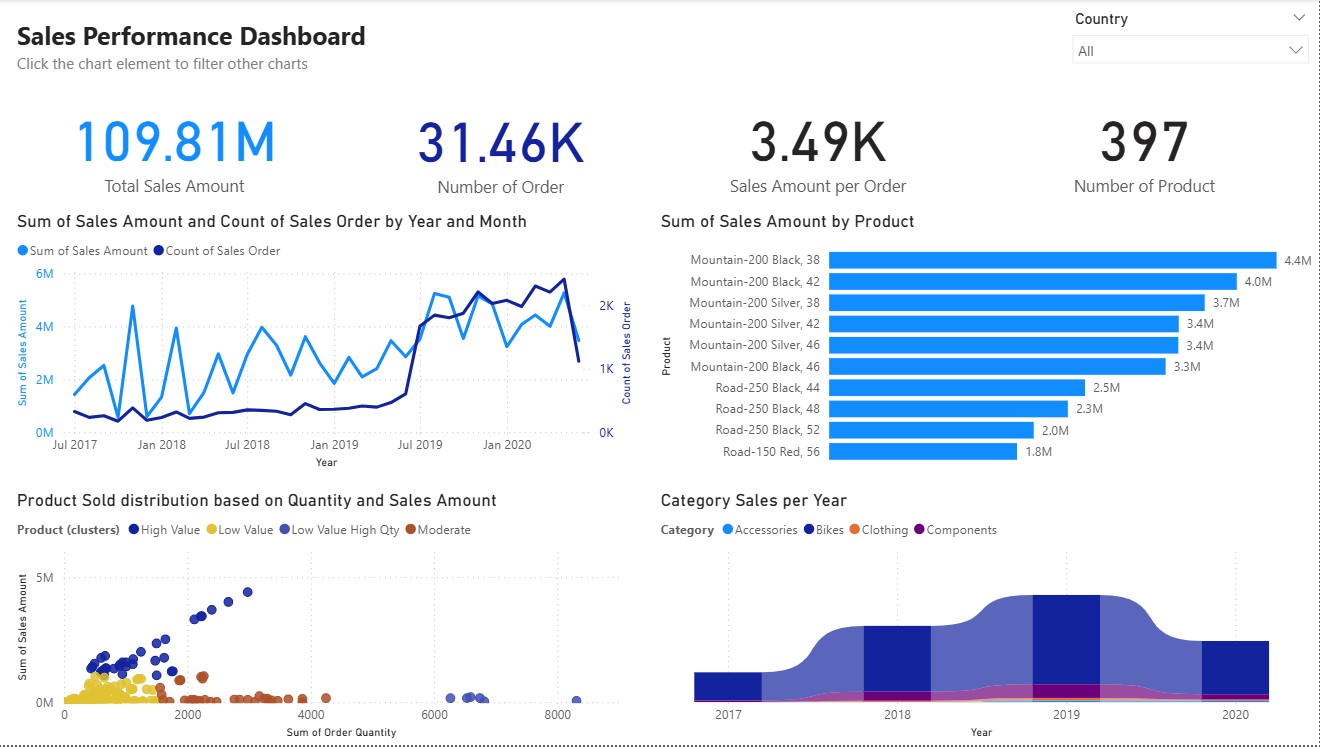 Sales Performance Dashboard
Click the chart element to filter other charts
Country
All
109.81M
Total Sales Amount
31.46K
Number of Order
3.49K
Sales Amount per Order
397
Number of Product
Sum of Sales Amount and Count of Sales Order by Year and Month
Sum of Sales Amount Count of Sales Order
Sum of Sales Amount
6M
4M
2M
0M
2K
1K
0K
Count of Sales Order
Jul 2017 Jan 2018 Jul 2018 Jan 2019 Jul 2019 Jan 2020
Year
Sum of Sales Amount by Product
Product
Mountain-200 Black, 38 4.4M
Mountain-200 Black, 42 4.0M
Mountain-200 Silver, 38 3.7M
Mountain-200 Silver, 42 3.4M
Mountain-200 Silver, 46 3.4M
Mountain-200 Black, 46 3.3M
Road-250 Black, 44 2.5M
Road-250 Black, 48 2.3M
Road-250 Black, 52 2.0M
Road-150 Red, 56 1.8M
Product Sold distribution based on Quantity and Sales Amount
Product (clusters) High Value Low Value Low Value High Qty Moderate
Sum of Sales Amount
5M
0M
0 2000 4000 6000 8000
Sum of Order Quantity
Category Sales per Year
Category Accessories Bikes Clothing Components
2017 2018 2019 2020
Year